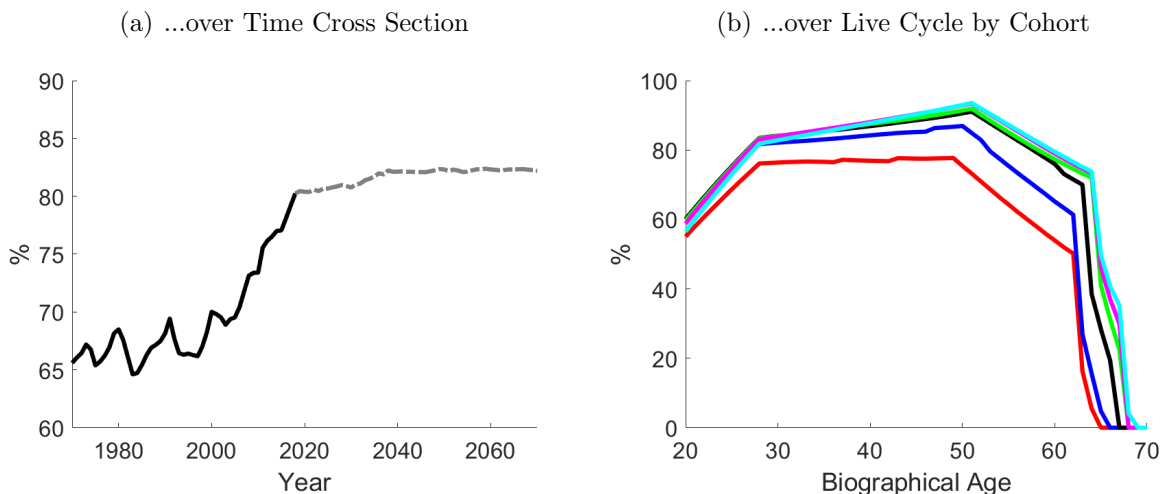 (a) ...over Time Cross Section
90
85
80
75
70
65
60
%
1980 2000 2020 2040 2060
Year
(b) ...over Live Cycle by Cohort
100
80
60
40
20
0
%
20 30 40 50 60 70
Biographical Age